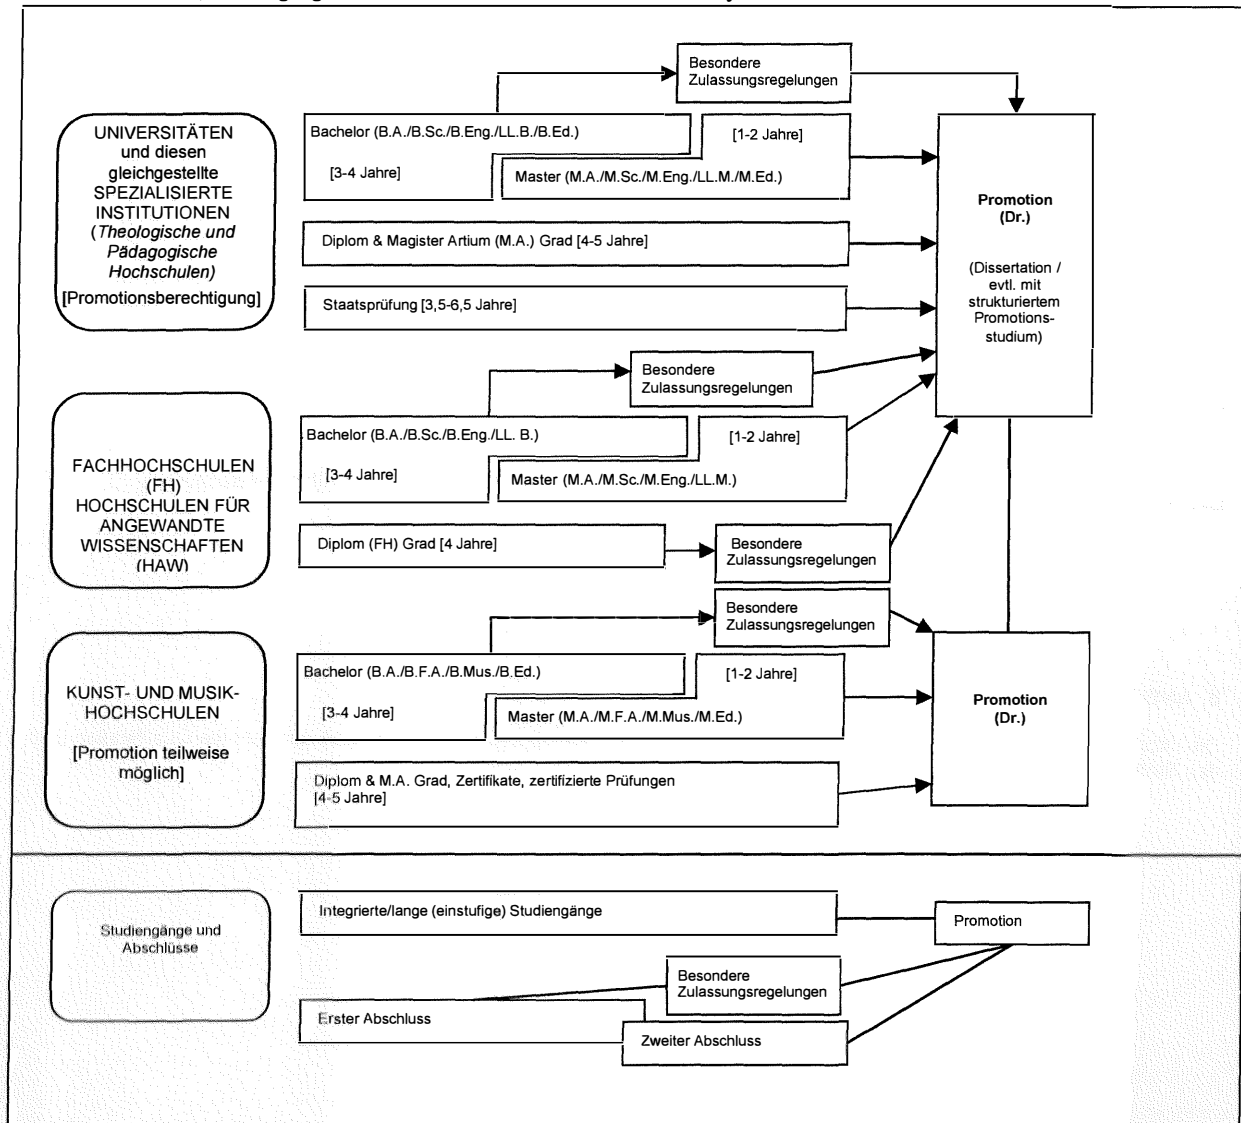 Besondere
Zulassungsregelungen
UNIVERSITÄTEN
und diesen
gleichgestellte
SPEZIALISIERTE
INSTITUTIONEN
(Theologische und
Pädagogische
Hochschulen)
[Promotionsberechtigung]
Bachelor (B.A./B.Sc./B.Eng./LL.B./B.Ed.)
[3-4 Jahre]
[1-2 Jahre]
Master (M.A./M.Sc./M.Eng./LL.M./M.Ed.)
Diplom & Magister Artium (M.A.) Grad [4-5 Jahre]
Staatsprüfung [3,5-6,5 Jahre]
Promotion
(Dr.)
(Dissertation /
evtl. mit
strukturiertem
Promotions-
studium)
Besondere
Zulassungsregelungen
FACHHOCHSCHULEN
(FH)
HOCHSCHULEN FÜR
ANGEWANDTE
WISSENSCHAFTEN
(HAW)
Bachelor (B.A./B.Sc./B.Eng./LL. B.)
[3-4 Jahre]
[1-2 Jahre]
Master (M.A./M.Sc./M.Eng./LL.M.)
Diplom (FH) Grad [4 Jahre]
Besondere
Zulassungsregelungen
Besondere
Zulassungsregelungen
KUNST- UND MUSIK-
HOCHSCHULEN
[Promotion teilweise
möglich]
Bachelor (B.A./B.F.A./B.Mus./B.Ed.)
[3-4 Jahre]
[1-2 Jahre]
Master (M.A./M.F.A./M.Mus./M.Ed.)
Diplom & M.A. Grad, Zertifikate, zertifizierte Prüfungen
[4-5 Jahre]
Promotion
(Dr.)
Studiengänge und
Abschlüsse
Integrierte/lange (einstufige) Studiengänge
Promotion
Besondere
Zulassungsregelungen
Erster Abschluss
Zweiter Abschluss